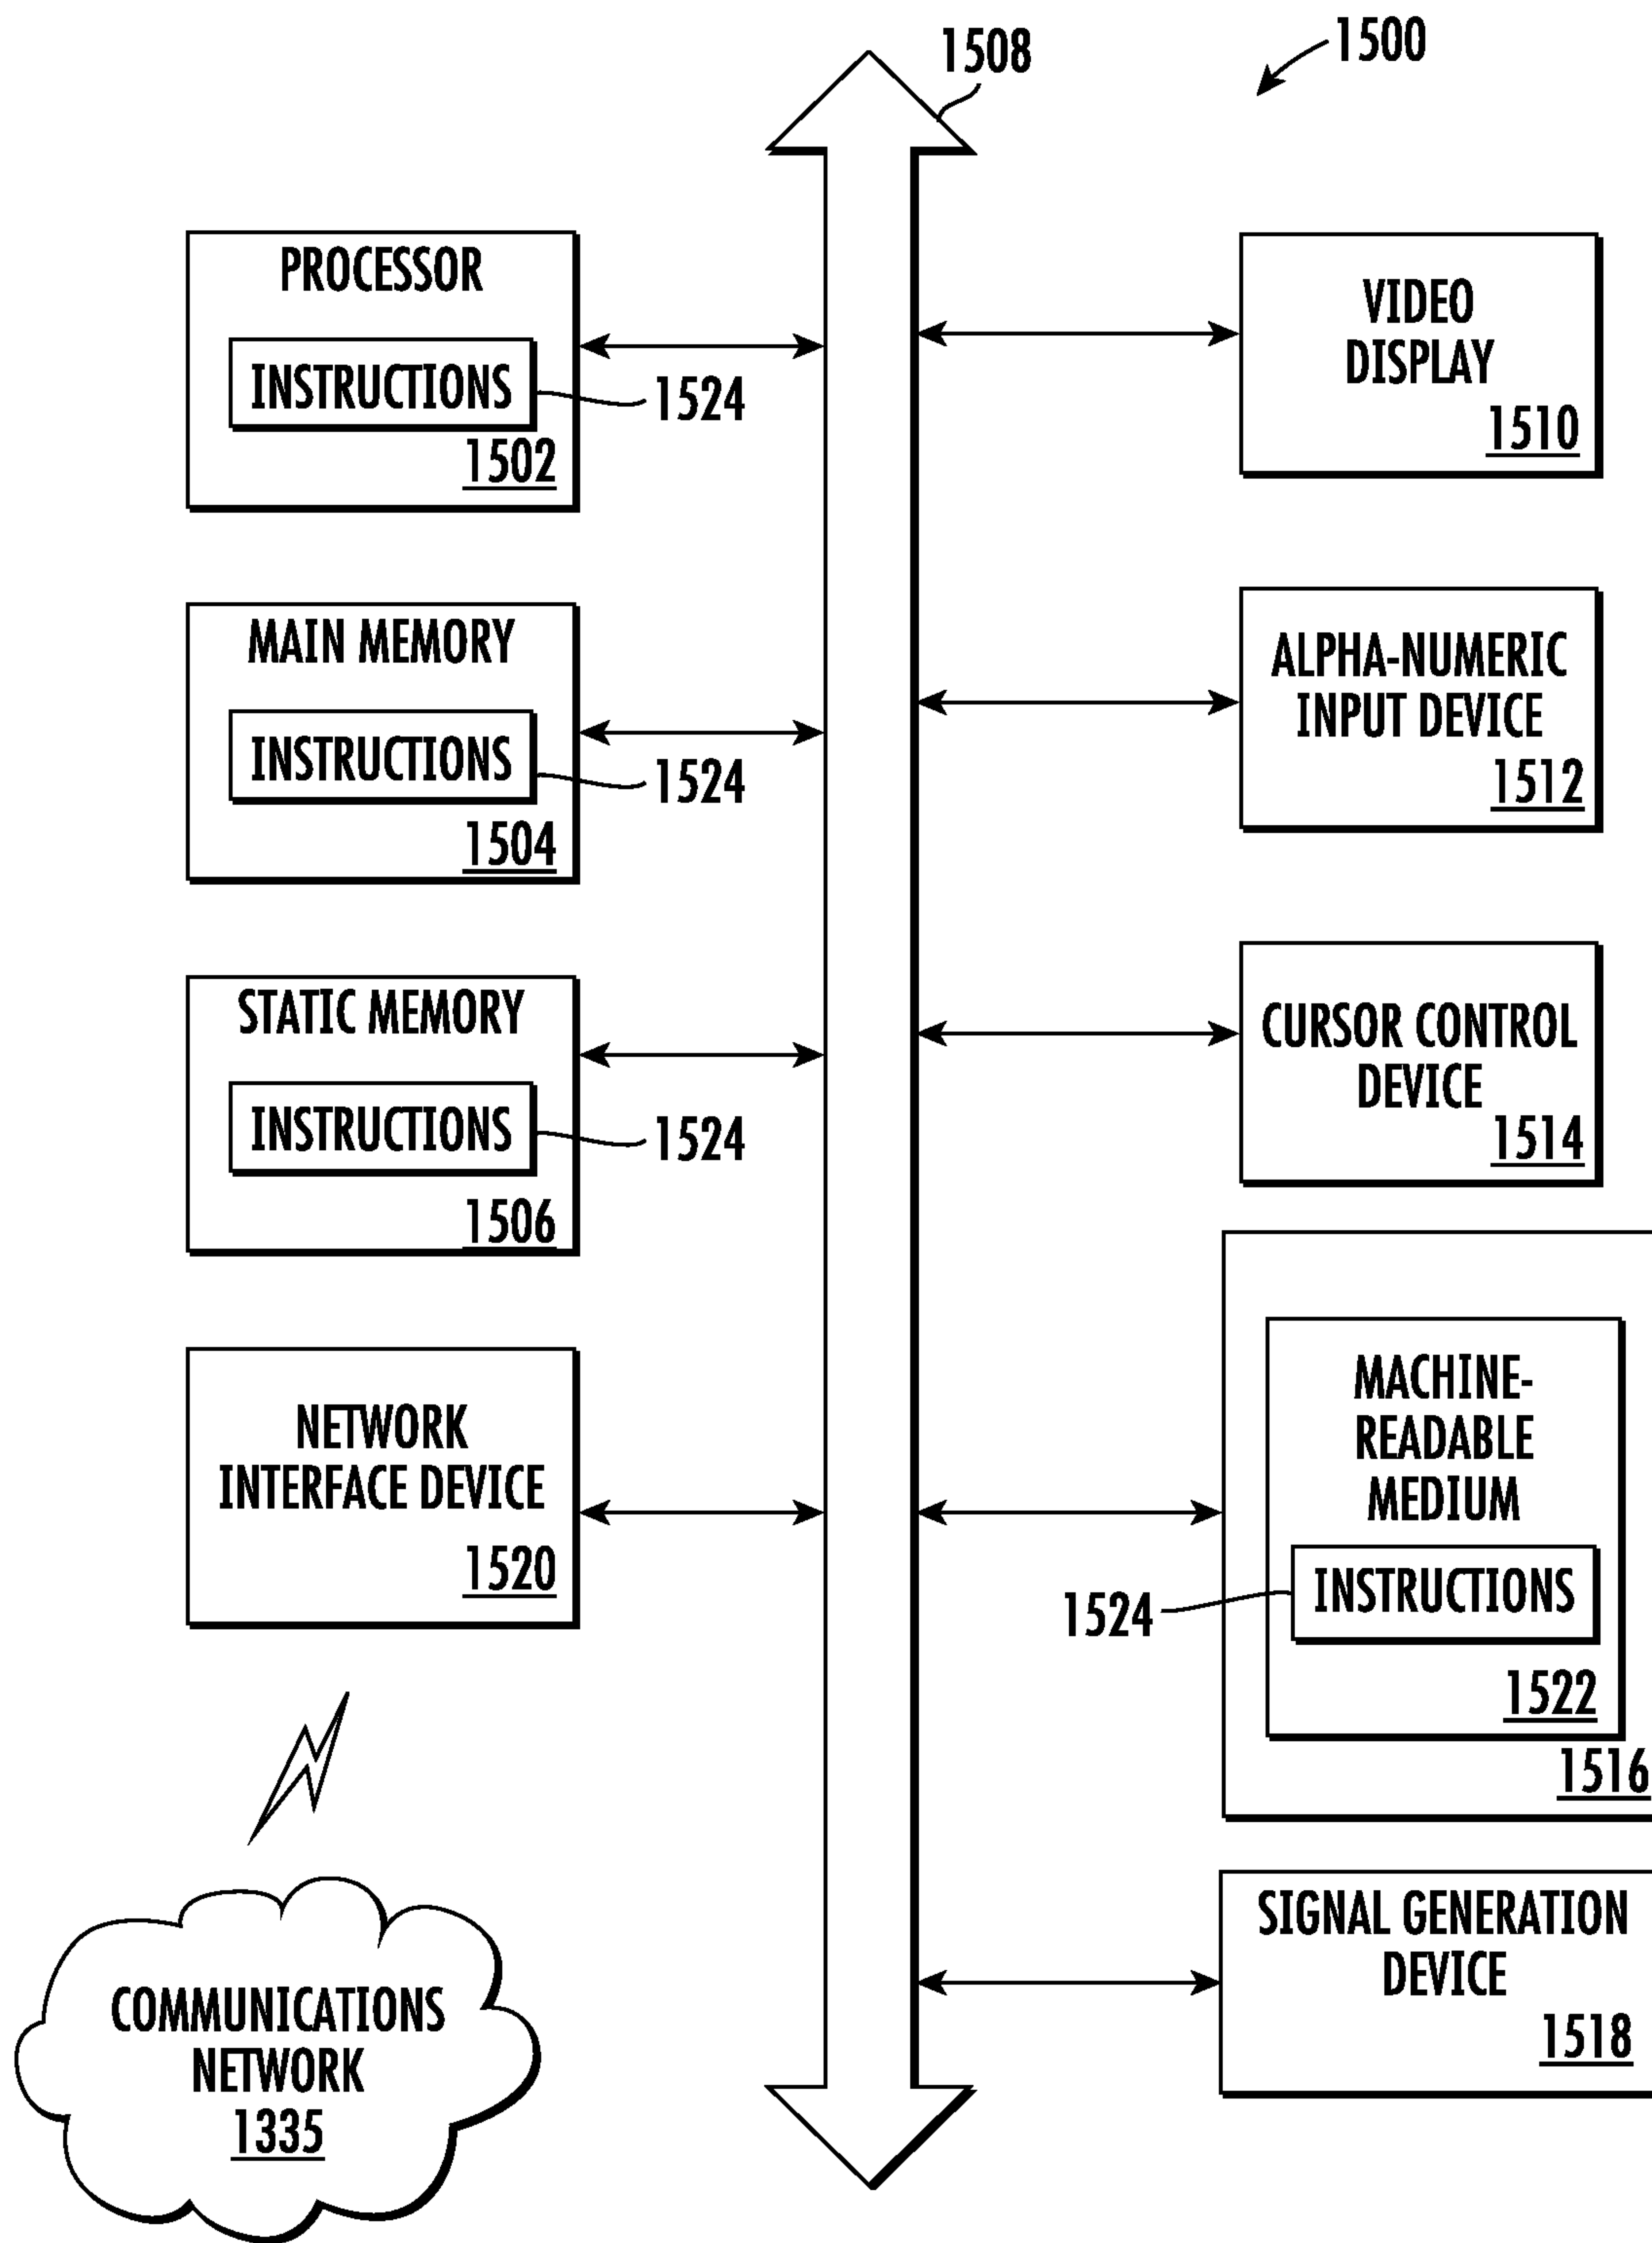 1508
1500
PROCESSOR
INSTRUCTIONS
1524
1502
VIDEO
DISPLAY
1510
MAIN MEMORY
INSTRUCTIONS
1524
1504
ALPHA-NUMERIC
INPUT DEVICE
1512
STATIC MEMORY
INSTRUCTIONS
1524
1506
CURSOR CONTROL
DEVICE
1514
NETWORK
INTERFACE DEVICE
1520
MACHINE-
READABLE
MEDIUM
INSTRUCTIONS
1524
1522
1516
COMMUNICATIONS
NETWORK
1335
SIGNAL GENERATION
DEVICE
1518